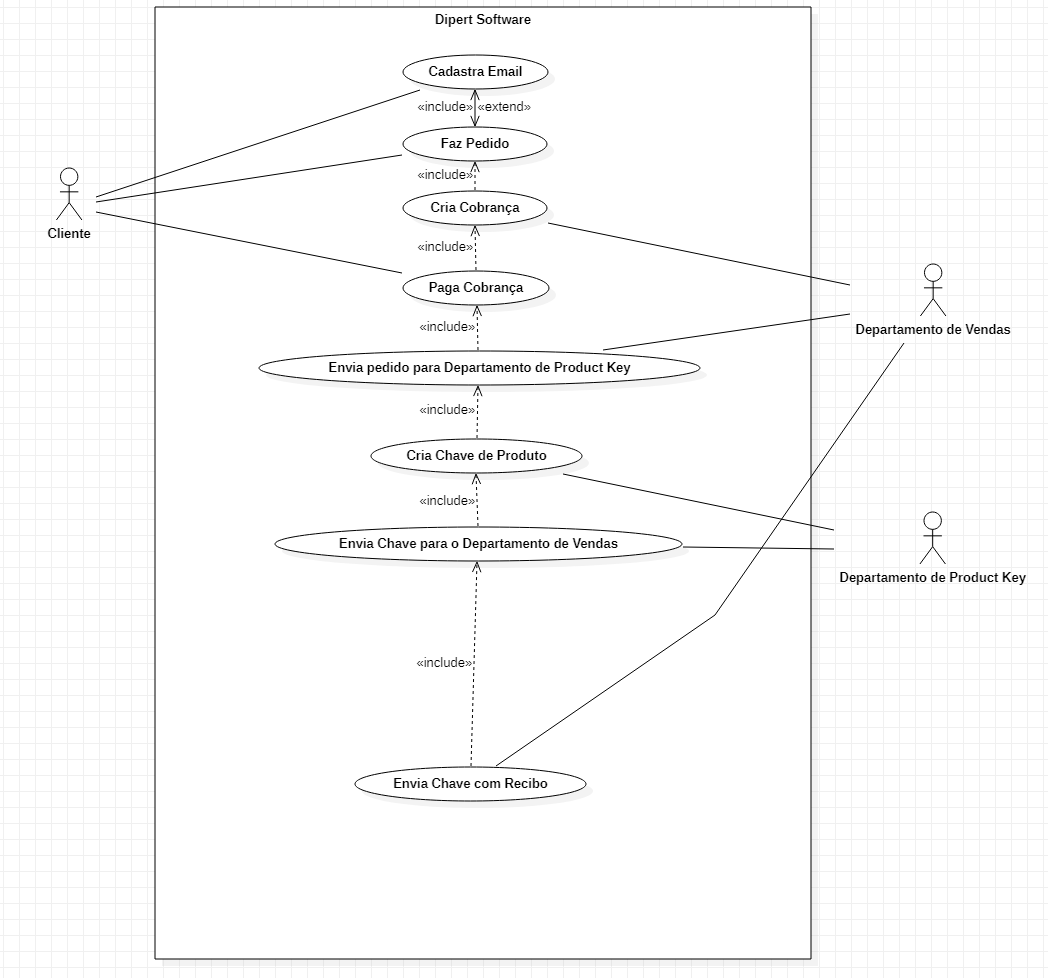 Dipert Software
Cadastra Email
«include» «extend»
Faz Pedido
«include»
Cria Cobrança
«include»
Paga Cobrança
«include»
Envia pedido para Departamento de Product Key
«include»
Cria Chave de Produto
«include»
Envia Chave para o Departamento de Vendas
«include»
Envia Chave com Recibo
Cliente
Departamento de Vendas
Departamento de Product Key